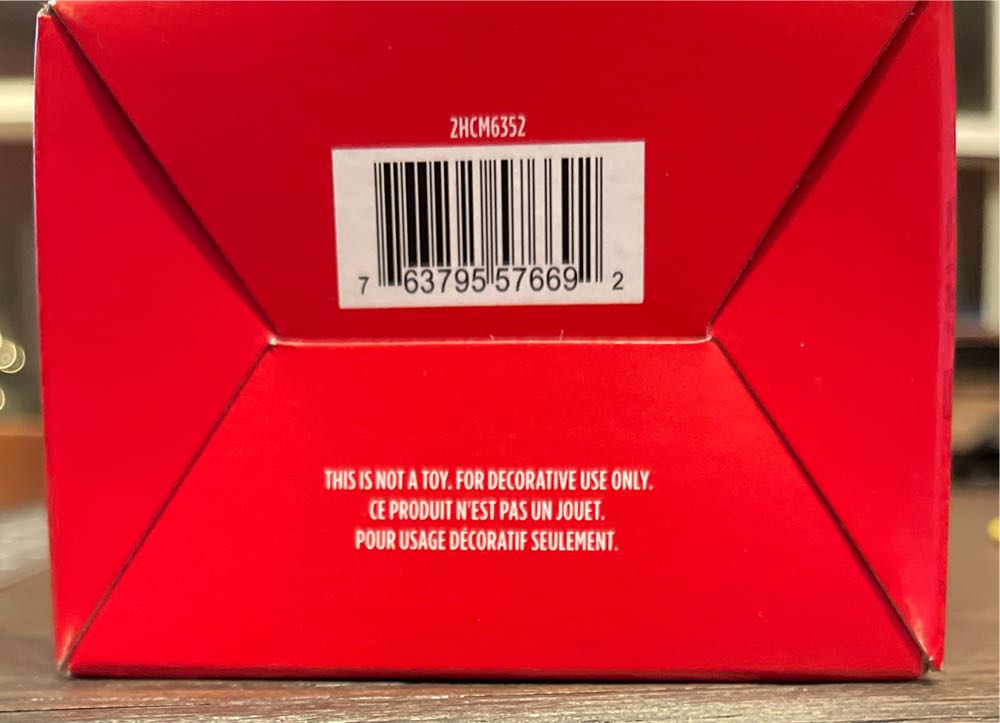 2HCM6352
7 63795 57669 2
THIS IS NOT A TOY. FOR DECORATIVE USE ONLY.
CE PRODUIT N'EST PAS UN JOUET.
POUR USAGE DÉCORATIF SEULEMENT.